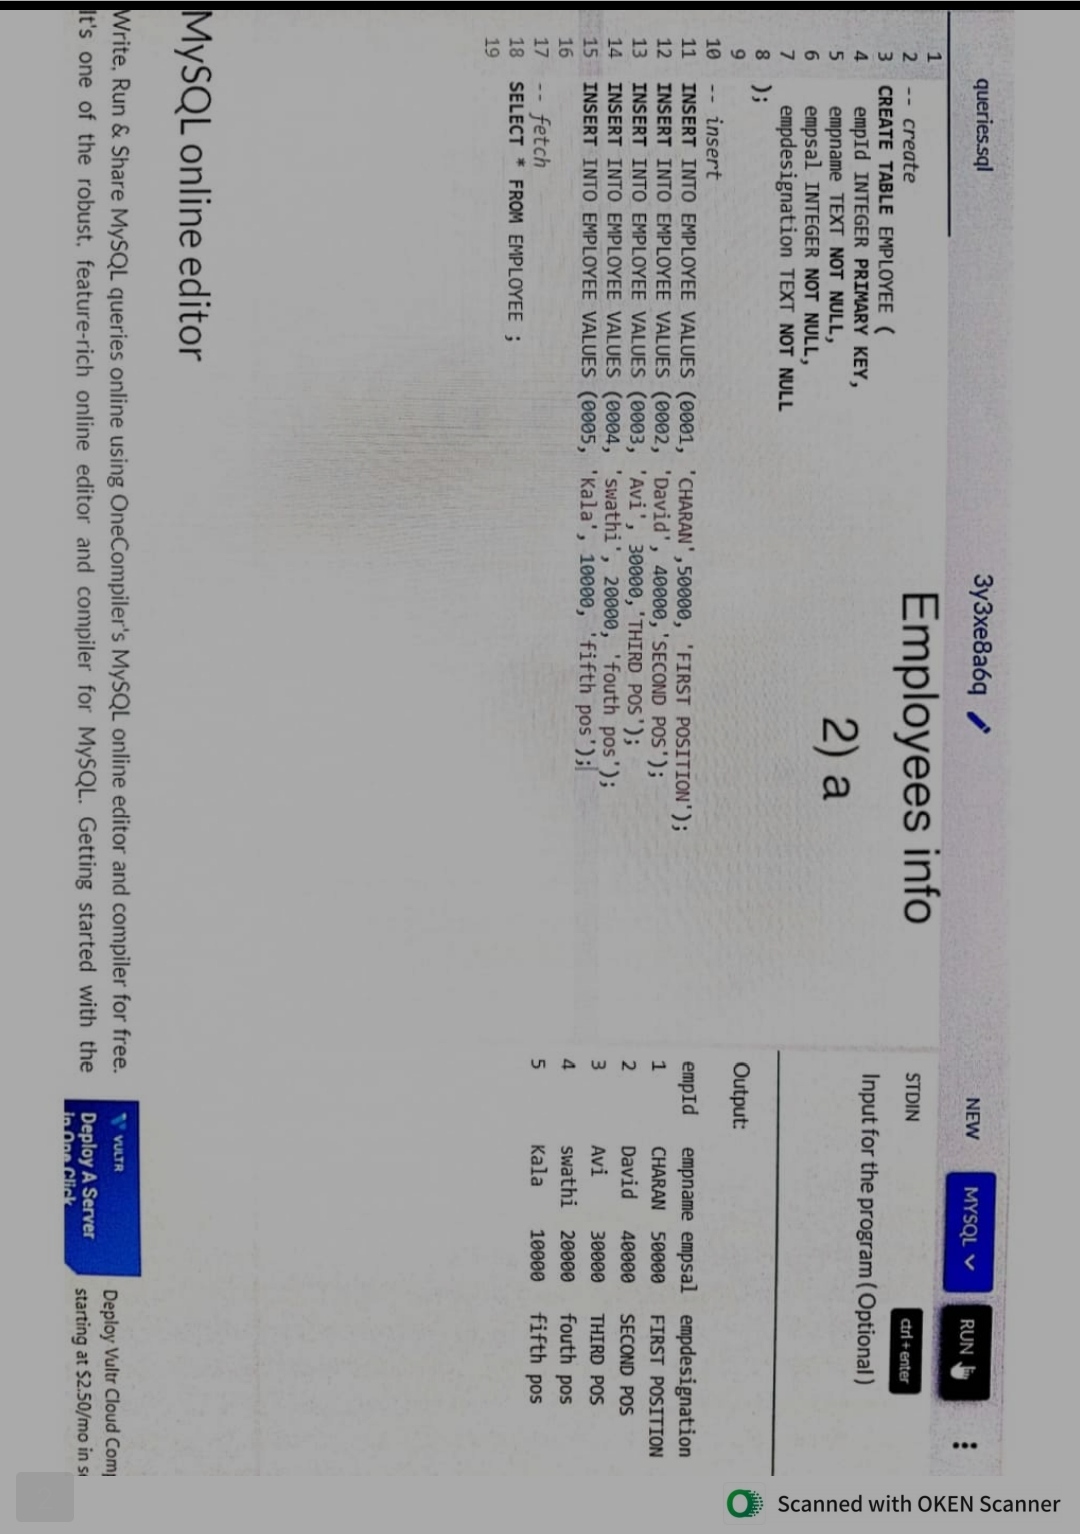 queries.sql
3y3xe8a6q
NEW
MYSQL
RUN
Employees info
2) a
1
2 -- create
3 CREATE TABLE EMPLOYEE (
4 empId INTEGER PRIMARY KEY,
5 empname TEXT NOT NULL,
6 empsal INTEGER NOT NULL,
7 empdesignation TEXT NOT NULL
8 );
9
10 -- insert
11 INSERT INTO EMPLOYEE VALUES (0001, 'CHARAN',50000, 'FIRST POSITION');
12 INSERT INTO EMPLOYEE VALUES (0002, 'David', 40000,'SECOND POS');
13 INSERT INTO EMPLOYEE VALUES (0003, 'Avi', 30000,'THIRD POS');
14 INSERT INTO EMPLOYEE VALUES (0004, 'swathi', 20000, 'fouth pos');
15 INSERT INTO EMPLOYEE VALUES (0005, 'Kala', 10000, 'fifth pos');
16
17 -- fetch
18 SELECT * FROM EMPLOYEE ;
19
STDIN
ctrl+enter
Input for the program ( Optional )
Output:
empId empname empsal empdesignation
1 CHARAN 50000 FIRST POSITION
2 David 40000 SECOND POS
3 Avi 30000 THIRD POS
4 swathi 20000 fouth pos
5 Kala 10000 fifth pos
MySQL online editor
Write, Run & Share MySQL queries online using OneCompiler's MySQL online editor and compiler for free.
It's one of the robust, feature-rich online editor and compiler for MySQL. Getting started with the
VULTR
Deploy A Server
In One Click
Deploy Vultr Cloud Com
starting at $2.50/mo in s
Scanned with OKEN Scanner